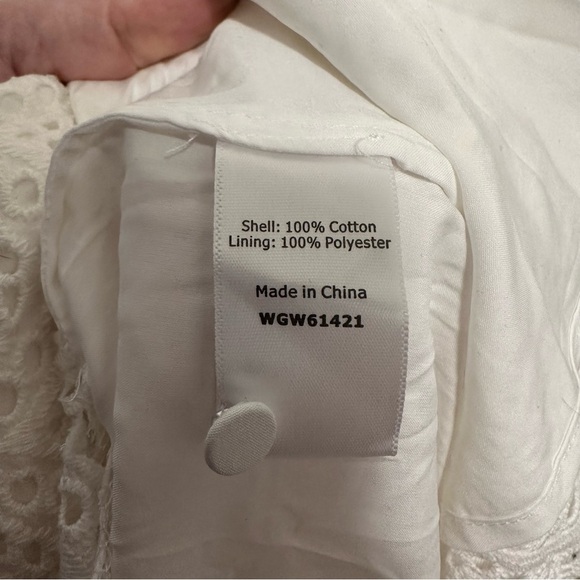 Shell: 100% Cotton
Lining: 100% Polyester
Made in China
WGW61421